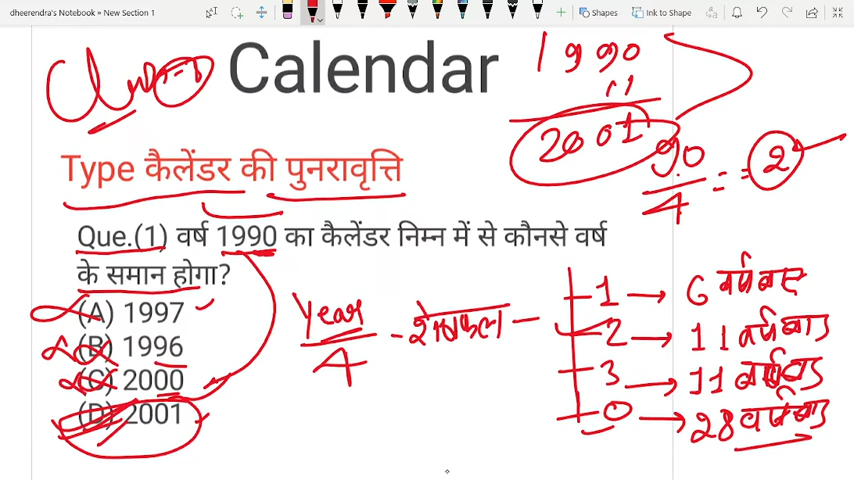 dheerendra's Notebook » New Section 1
Shapes
Ink to Shape
Calendar
1990
11
2001
90
4
= = 2
Type कैलेंडर की पुनरावृत्ति
Que.(1) वर्ष 1990 का कैलेंडर निम्न में से कौनसे वर्ष
के समान होगा?
(A) 1997
(B) 1996
(C) 2000
(D) 2001
Year
4
- शेषफल -
1 → 6 वर्ष बाद
2 → 11 वर्ष बाद
3 → 11 वर्ष बाद
0 → 28 वर्ष बाद